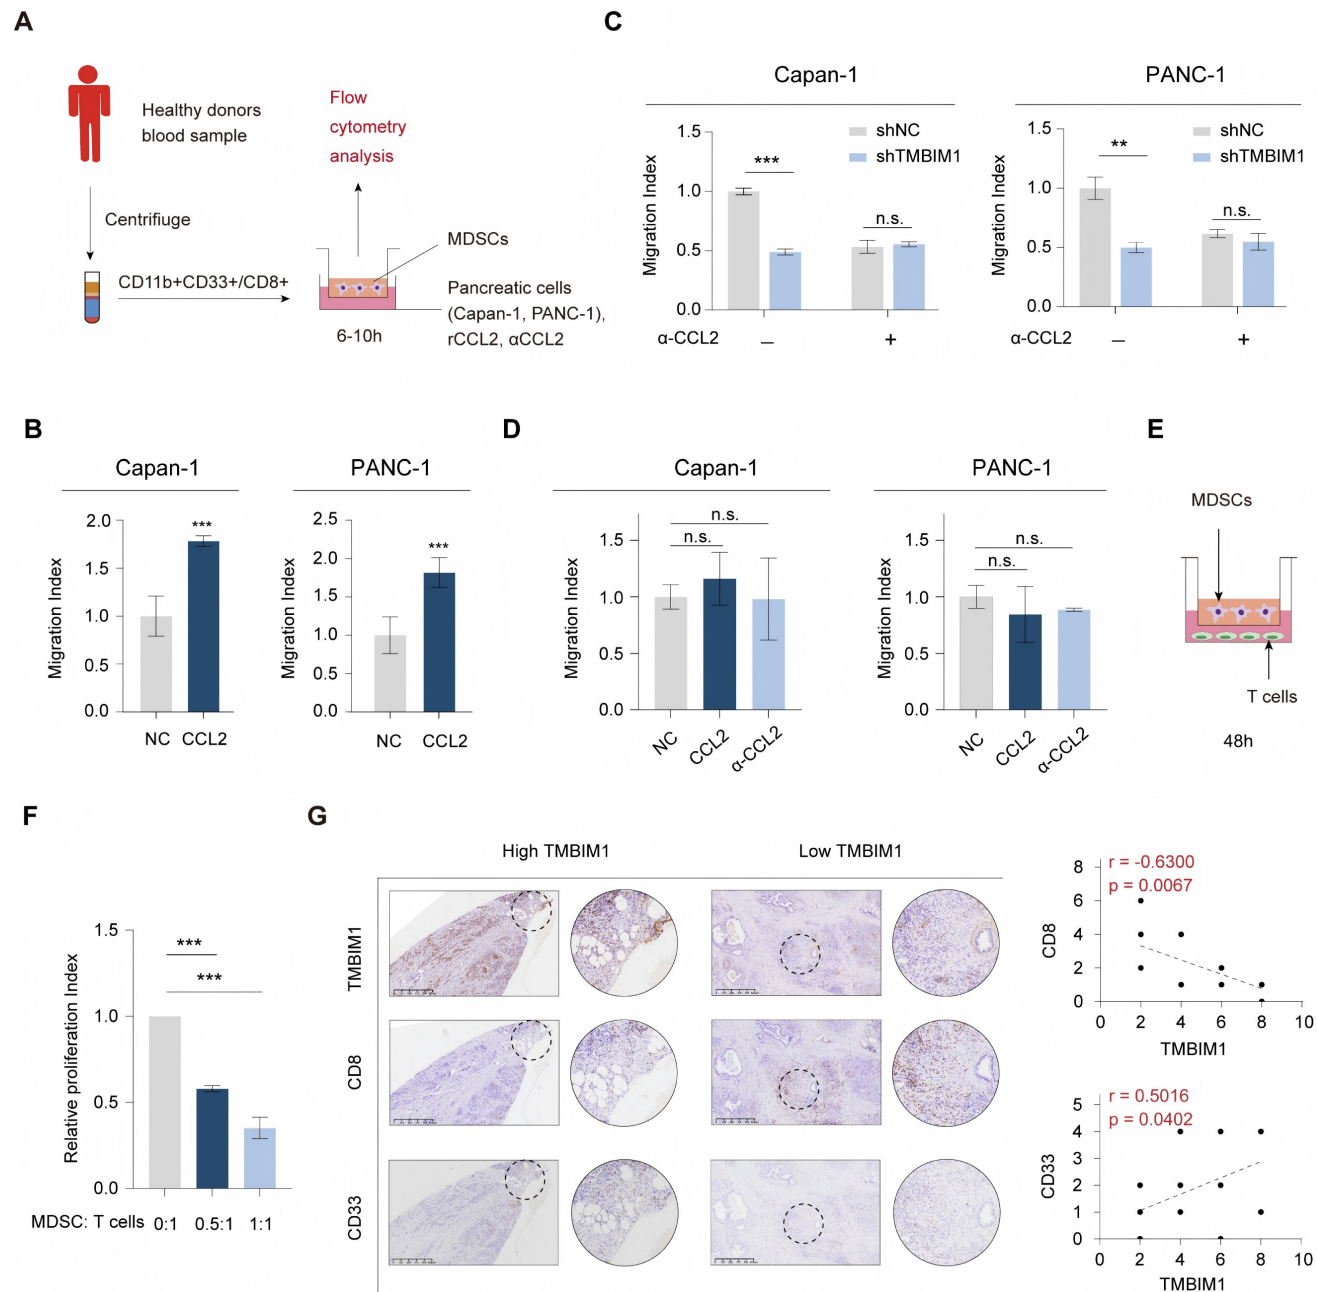 A
Healthy donors
blood sample
Centrifiuge
CD11b+CD33+/CD8+
Flow
cytometry
analysis
MDSCs
Pancreatic cells
(Capan-1, PANC-1),
rCCL2, αCCL2
6-10h
C
Capan-1
Migration Index
1.5
1.0
0.5
0.0
shNC
shTMBIM1
***
n.s.
α-CCL2 – +
PANC-1
Migration Index
1.5
1.0
0.5
0.0
shNC
shTMBIM1
**
n.s.
α-CCL2 – +
B
Capan-1
Migration Index
2.0
1.5
1.0
0.5
0.0
***
NC CCL2
PANC-1
Migration Index
2.5
2.0
1.5
1.0
0.5
0.0
***
NC CCL2
D
Capan-1
Migration Index
1.5
1.0
0.5
0.0
n.s.
n.s.
NC CCL2 α-CCL2
PANC-1
Migration Index
1.5
1.0
0.5
0.0
n.s.
n.s.
NC CCL2 α-CCL2
E
MDSCs
T cells
48h
F
Relative proliferation Index
1.5
1.0
0.5
0.0
***
***
MDSC: T cells 0:1 0.5:1 1:1
G
High TMBIM1 Low TMBIM1
TMBIM1
CD8
CD33
r = -0.6300
p = 0.0067
CD8
8
6
4
2
0
0 2 4 6 8 10
TMBIM1
r = 0.5016
p = 0.0402
CD33
5
4
3
2
1
0
0 2 4 6 8 10
TMBIM1